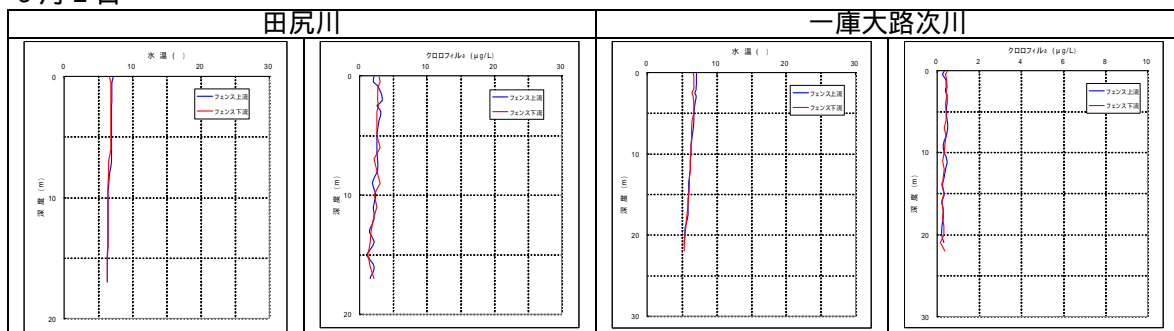 田尻川
一庫大路次川
水 温 ( )
0 10 20 30
0
10
20
深 度 (m)
フェンス上流
フェンス下流
クロロフィルa (μg/L)
0 10 20 30
0
10
20
深 度 (m)
フェンス上流
フェンス下流
水 温 ( )
0 10 20 30
0
10
20
30
深 度 (m)
フェンス上流
フェンス下流
クロロフィルa (μg/L)
0 2 4 6 8 10
0
10
20
30
深 度 (m)
フェンス上流
フェンス下流